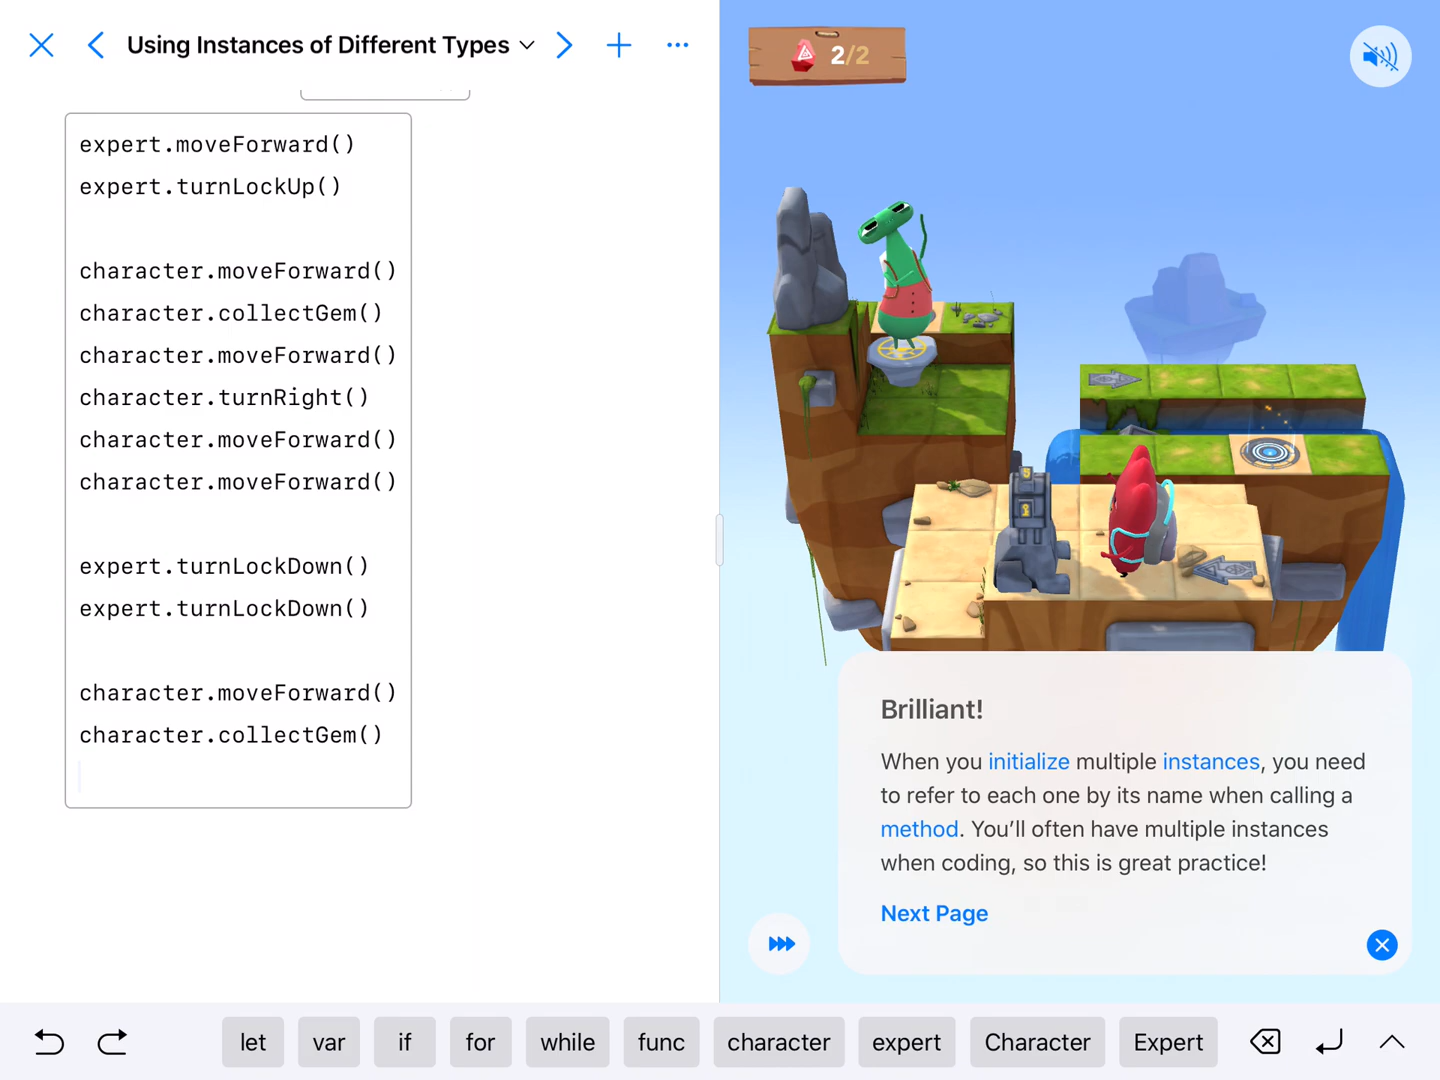 Using Instances of Different Types
expert.moveForward()
expert.turnLockUp()
character.moveForward()
character.collectGem()
character.moveForward()
character.turnRight()
character.moveForward()
character.moveForward()
expert.turnLockDown()
expert.turnLockDown()
character.moveForward()
character.collectGem()
2/2
Brilliant!
When you initialize multiple instances, you need
to refer to each one by its name when calling a
method. You’ll often have multiple instances
when coding, so this is great practice!
Next Page
let var if for while func character expert Character Expert